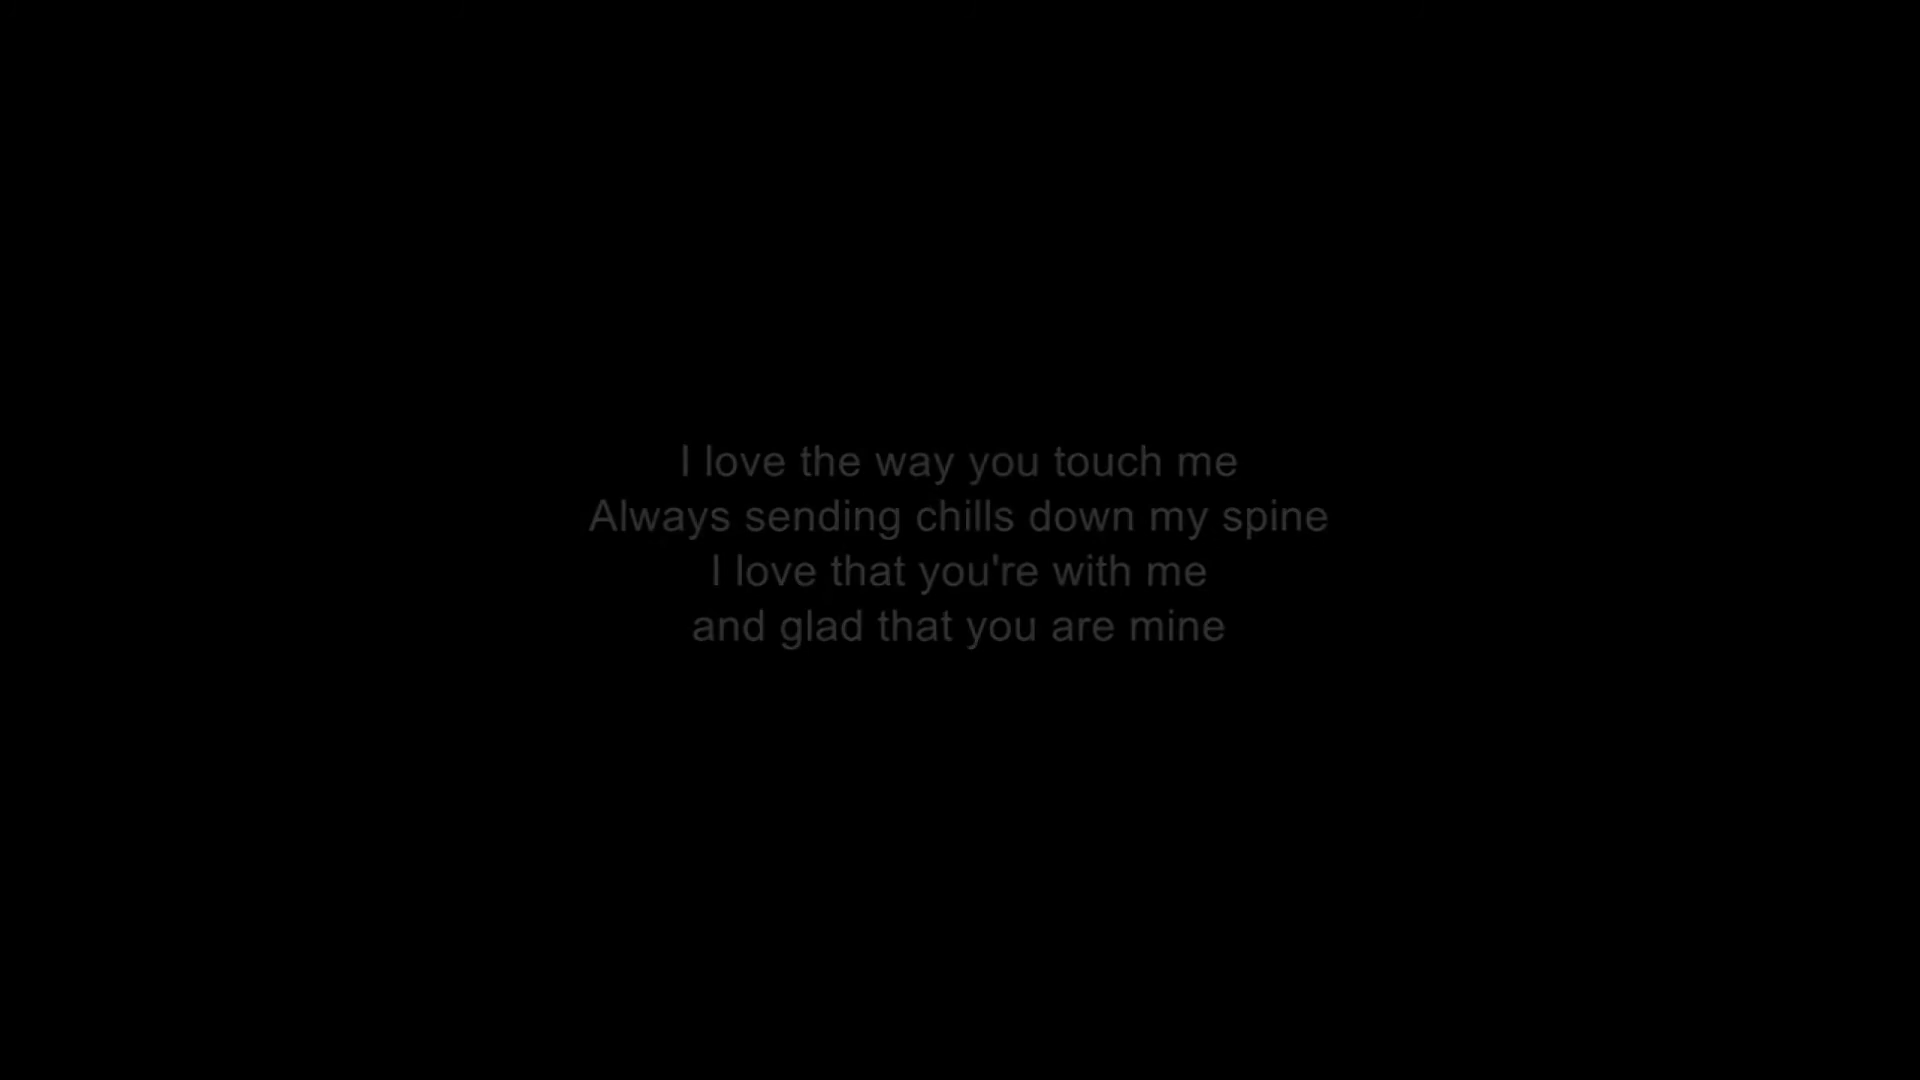 I love the way you touch me
Always sending chills down my spine
I love that you're with me
and glad that you are mine